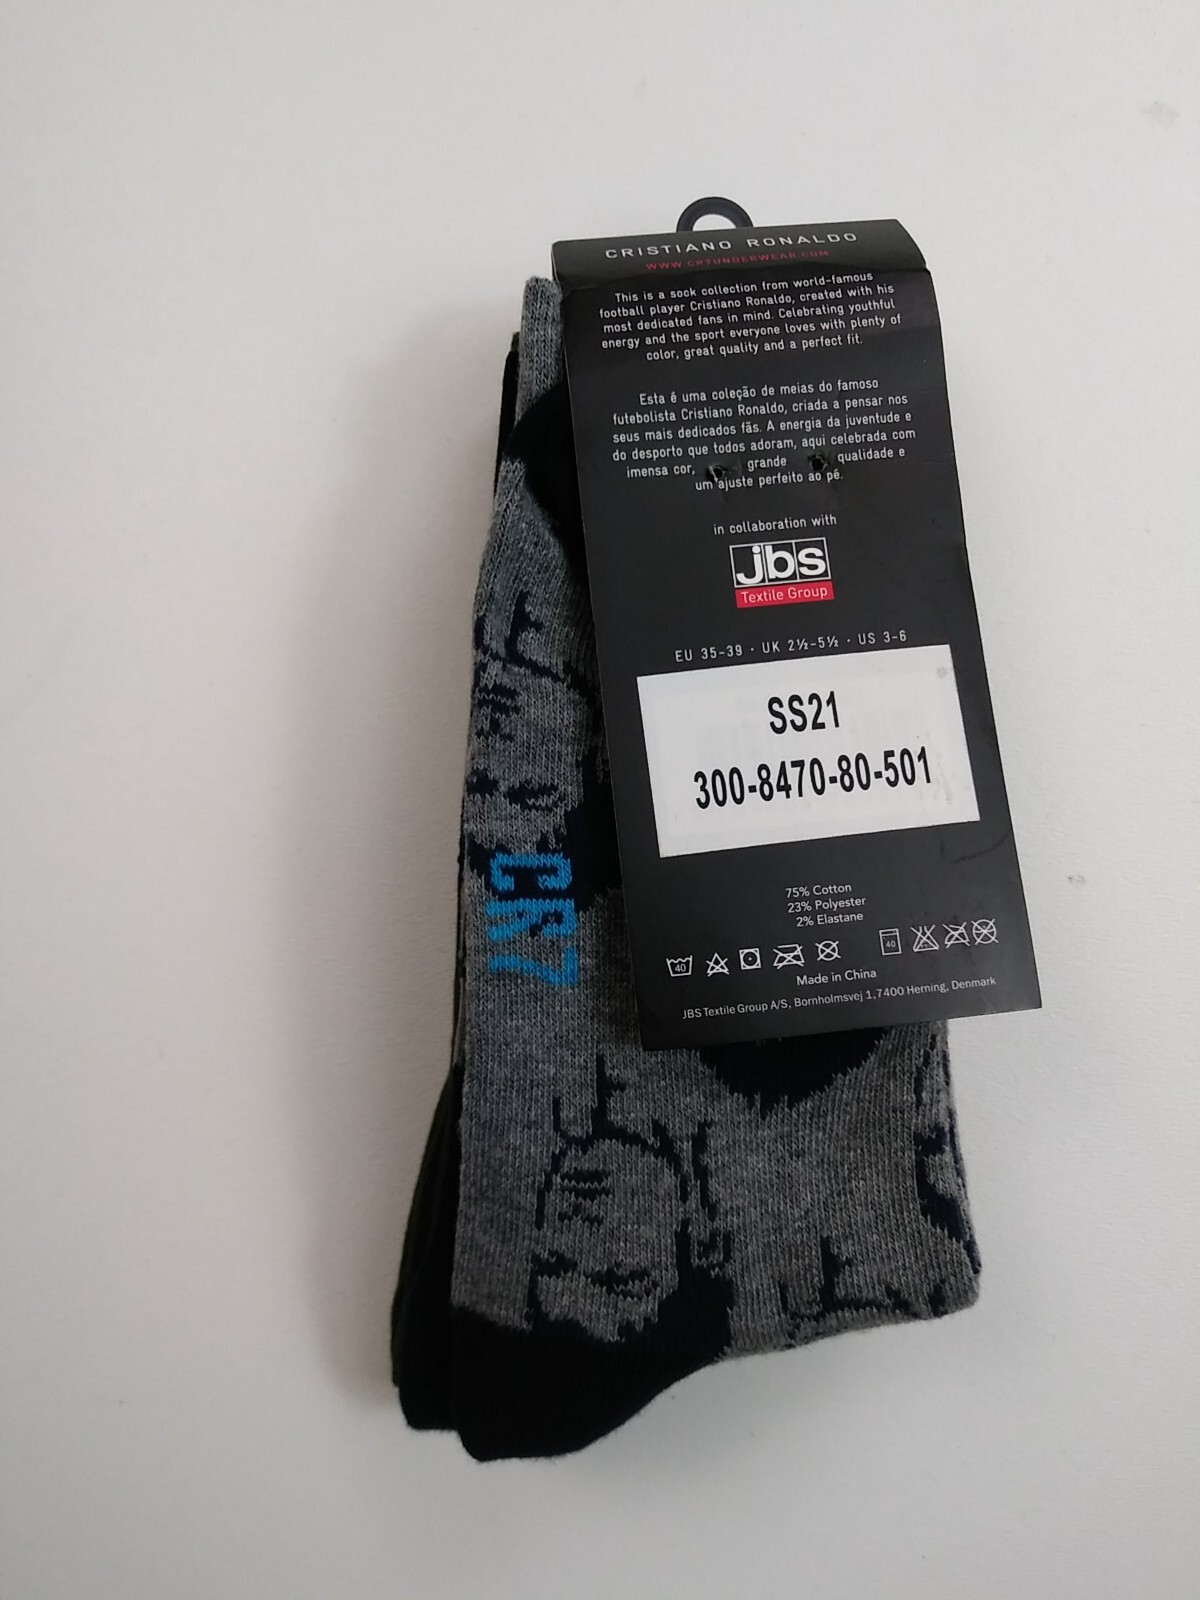 CRISTIANO RONALDO
WWW.CR7UNDERWEAR.COM
This is a sock collection from world-famous
football player Cristiano Ronaldo, created with his
most dedicated fans in mind. Celebrating youthful
energy and the sport everyone loves with plenty of
color, great quality and a perfect fit.
Esta é uma coleção de meias do famoso
futebolista Cristiano Ronaldo, criada a pensar nos
seus mais dedicados fãs. A energia da juventude e
do desporto que todos adoram, aqui celebrada com
imensa cor, grande qualidade e
um ajuste perfeito ao pé.
in collaboration with
jbs
Textile Group
EU 35-39 · UK 2½-5½ · US 3-6
SS21
300-8470-80-501
75% Cotton
23% Polyester
2% Elastane
40
40
Made in China
JBS Textile Group A/S, Bornholmsvej 1,7400 Herning, Denmark
CR7